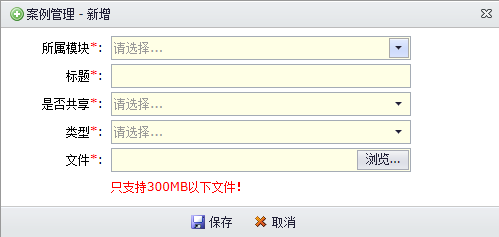 案例管理 - 新增
所属模块*: 请选择...
标题*:
是否共享*: 请选择...
类型*: 请选择...
文件*: 浏览...
只支持300MB以下文件!
保存 取消